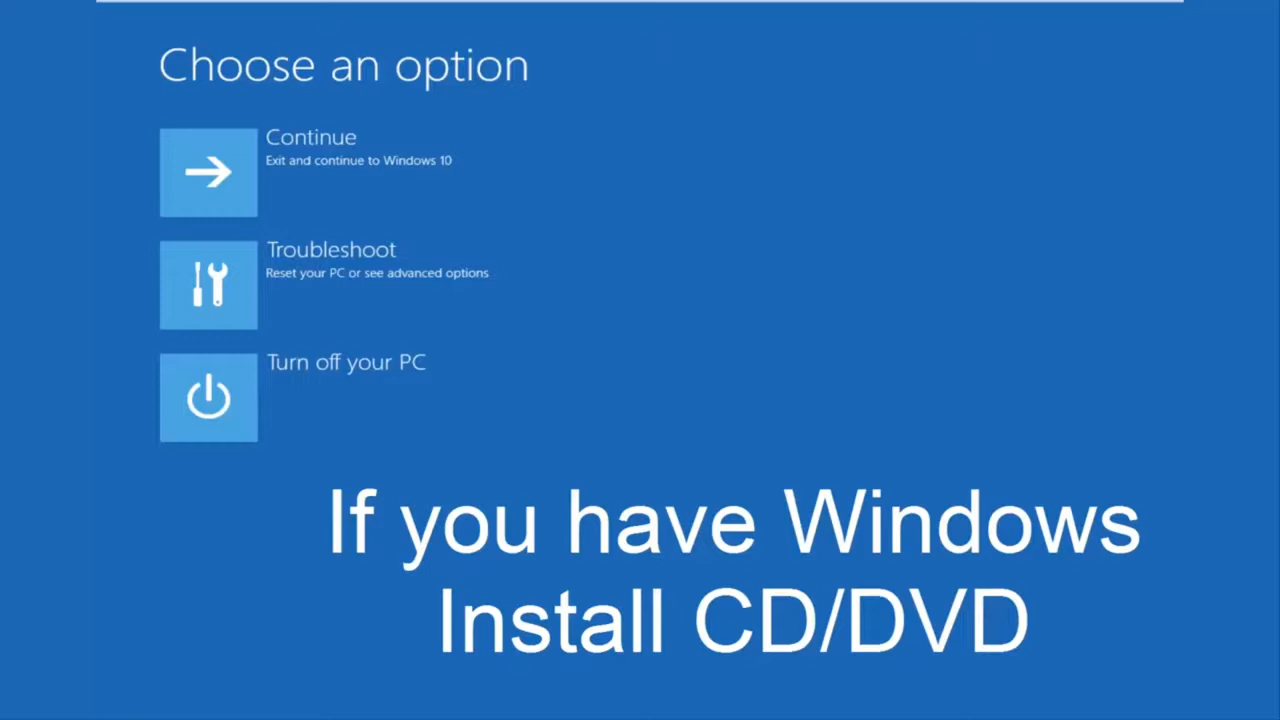 Choose an option
Continue
Exit and continue to Windows 10
Troubleshoot
Reset your PC or see advanced options
Turn off your PC
If you have Windows
Install CD/DVD